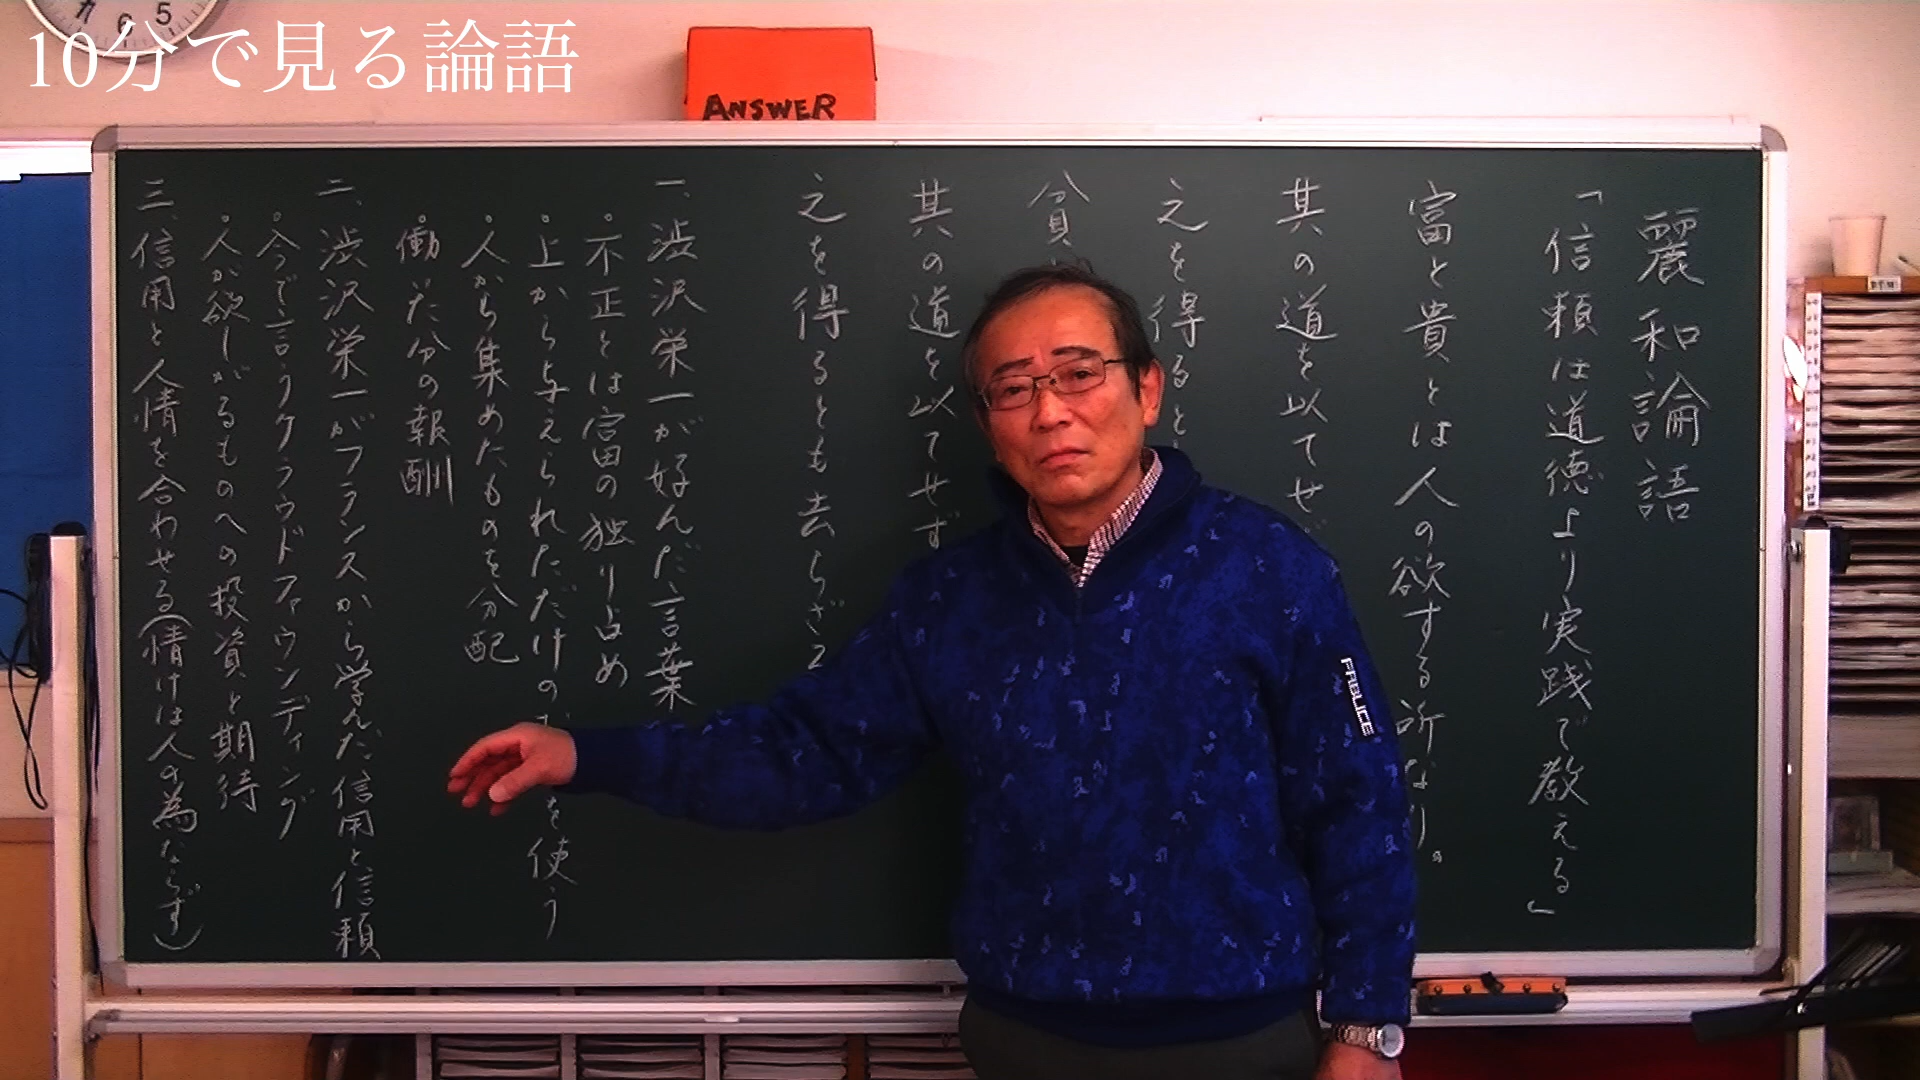 10分で見る論語
ANSWER
麗和論語
「信頼は道徳より実践で教える」
富と貴とは人の欲する所なり。
其の道を以てせ
之を得ると
貧
其の道を以てせず
之を得るとも去らざ
一、渋沢栄一が好んだ言葉
・不正とは富の独り占め
・上から与えられただけの を使う
・人から集めたものを分配
・働いた分の報酬
二、渋沢栄一がフランスから学んだ信用と信頼
・今で言うクラウドファウンディング
・人が欲しがるものへの投資と期待
三、信用と人情を合わせる(情けは人の為ならず)
5
6